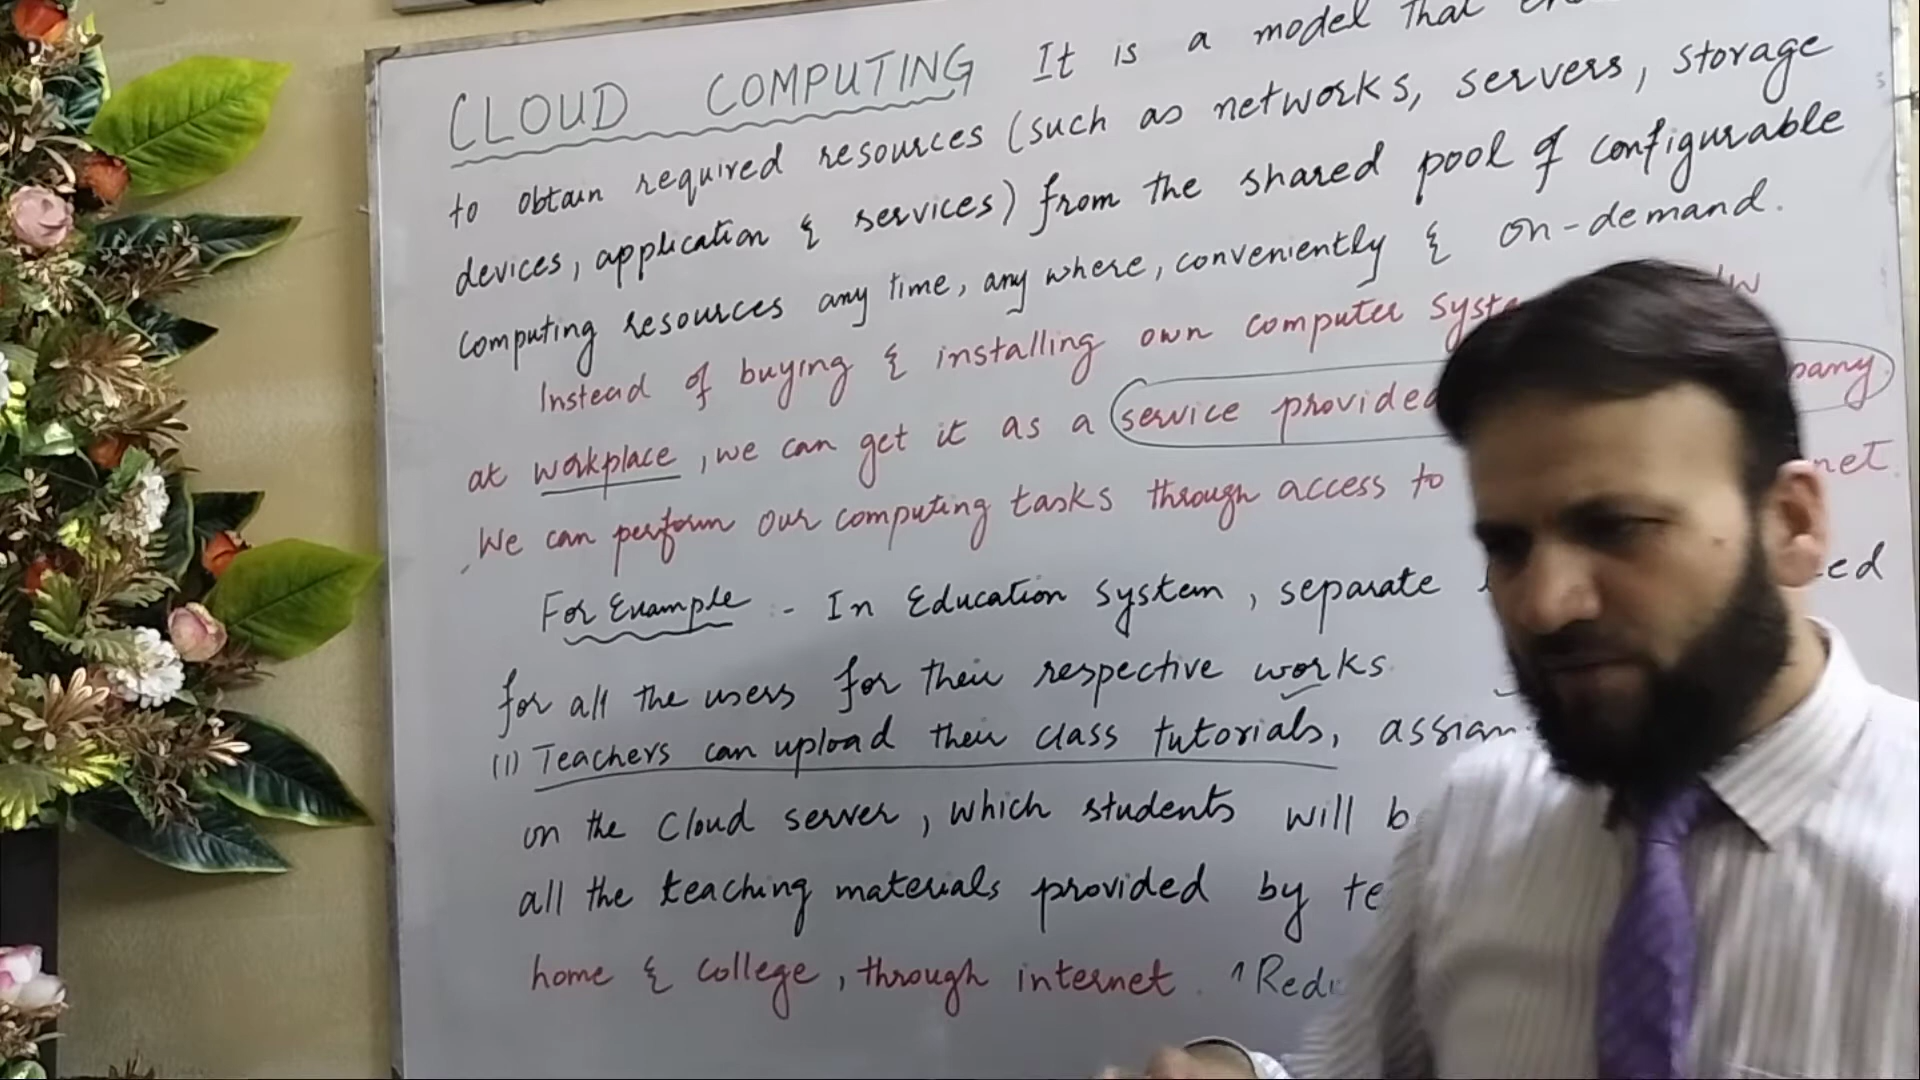 CLOUD COMPUTING It is a model that
to obtain required resources (such as networks, servers, storage
devices, application & services) from the shared pool of configurable
computing resources any time, any where, conveniently & on-demand.
Instead of buying & installing own computer syste
at workplace, we can get it as a service provided pany.
We can perform our computing tasks through access to net.
For Example :- In Education system, separate ed
for all the users for their respective works.
(1) Teachers can upload their class tutorials, assign
on the Cloud server, which students will b
all the teaching materials provided by te
home & college, through internet. 1 Redu